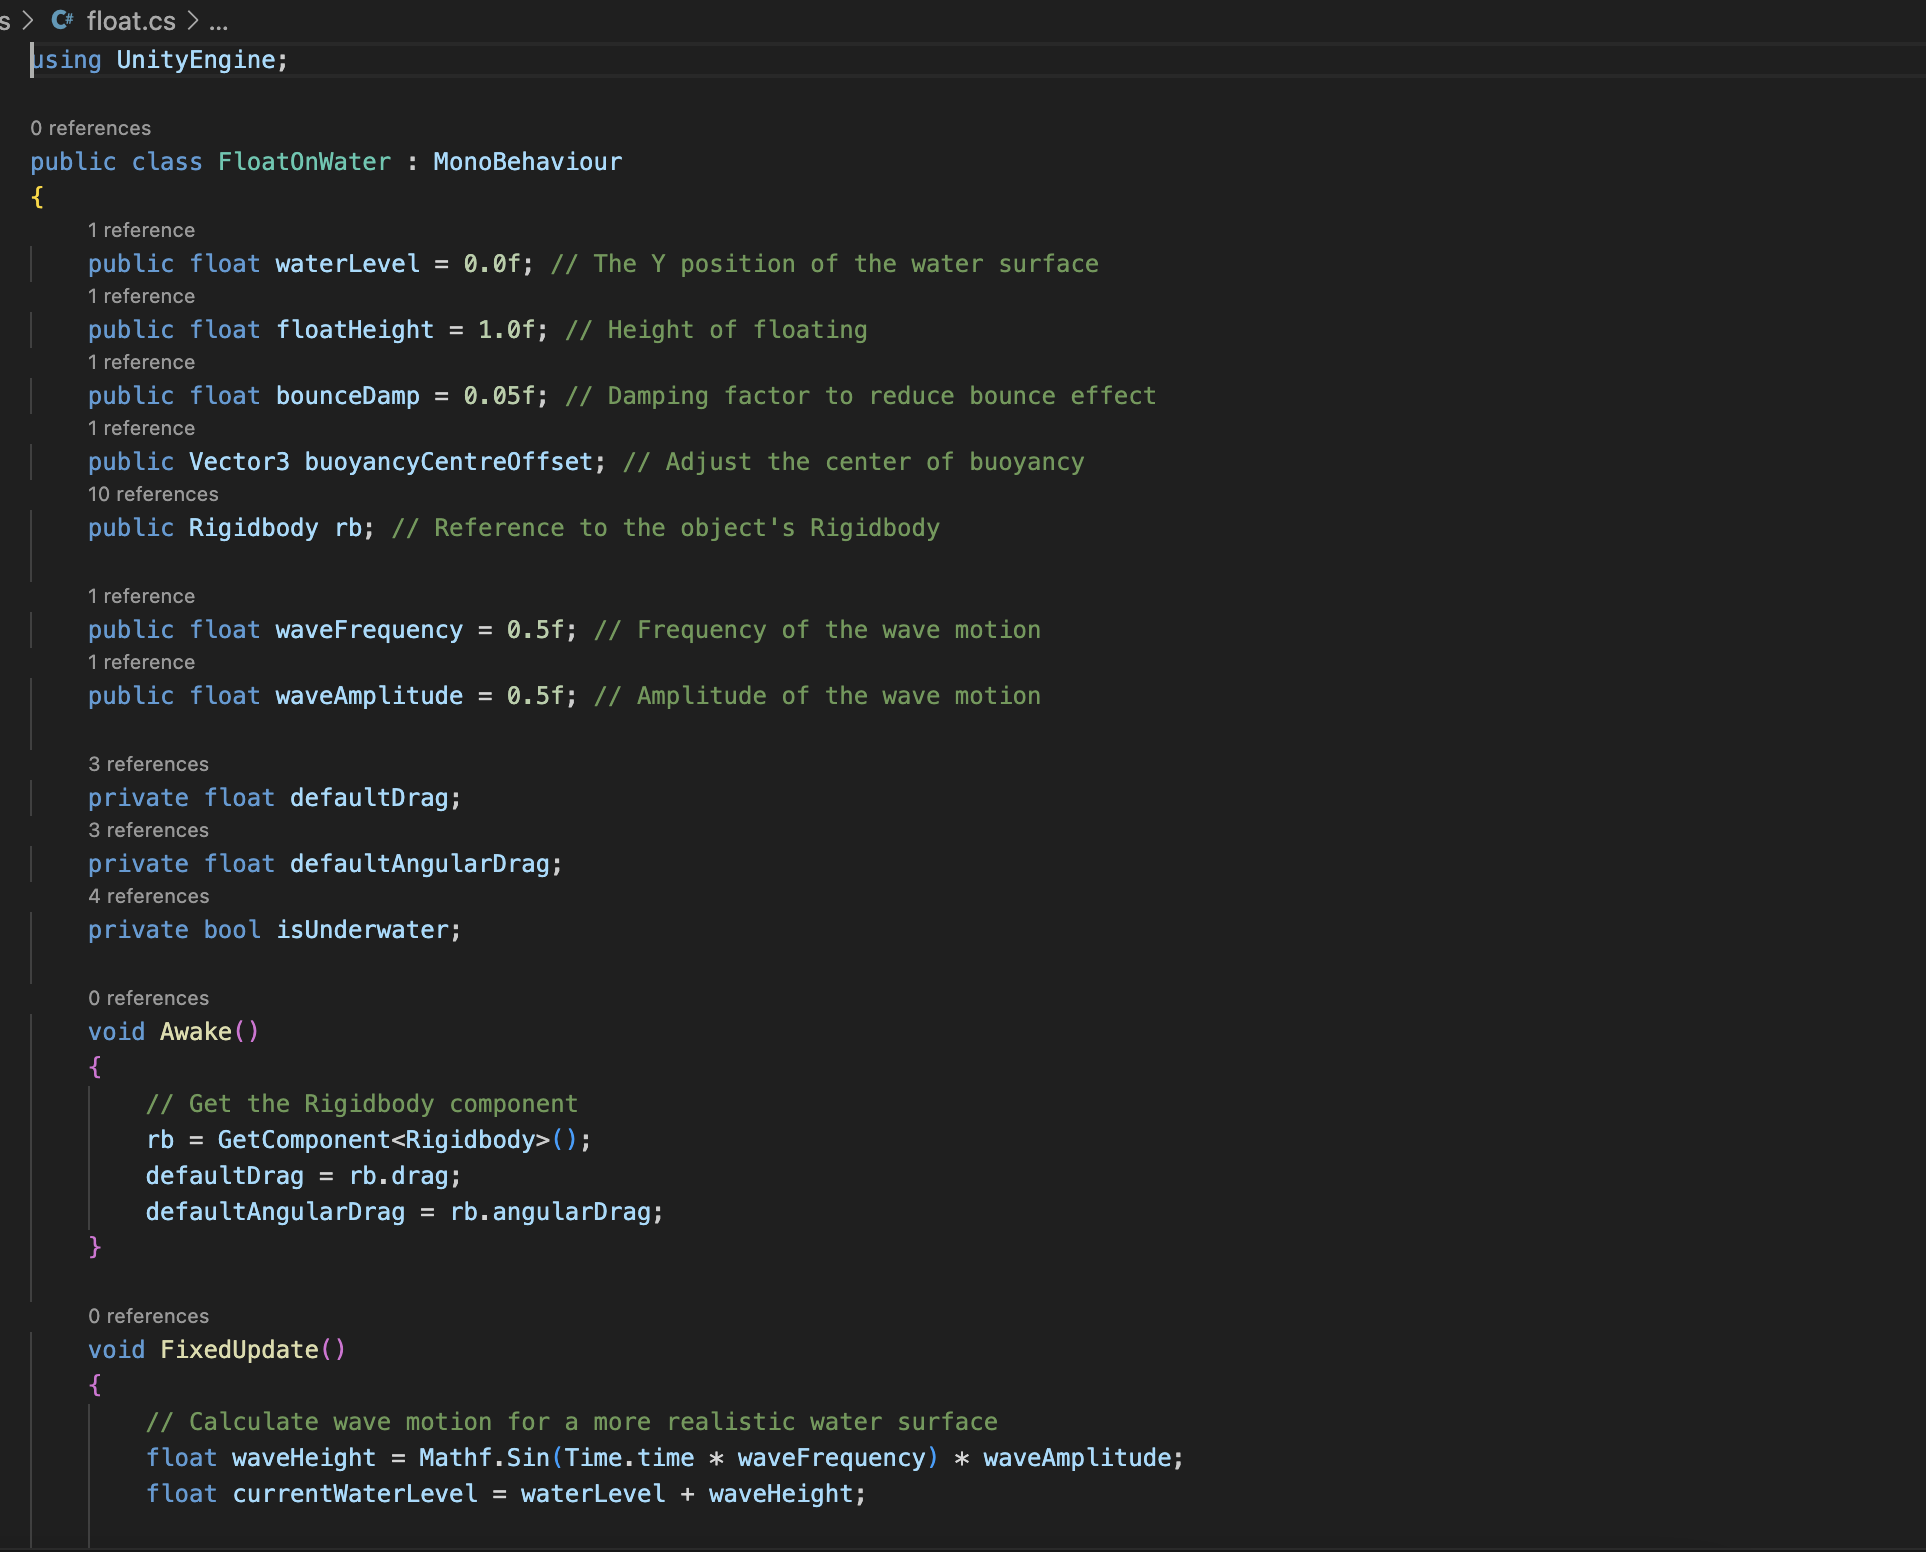 s > C# float.cs > ...
using UnityEngine;
0 references
public class FloatOnWater : MonoBehaviour
{
1 reference
public float waterLevel = 0.0f; // The Y position of the water surface
1 reference
public float floatHeight = 1.0f; // Height of floating
1 reference
public float bounceDamp = 0.05f; // Damping factor to reduce bounce effect
1 reference
public Vector3 buoyancyCentreOffset; // Adjust the center of buoyancy
10 references
public Rigidbody rb; // Reference to the object's Rigidbody
1 reference
public float waveFrequency = 0.5f; // Frequency of the wave motion
1 reference
public float waveAmplitude = 0.5f; // Amplitude of the wave motion
3 references
private float defaultDrag;
3 references
private float defaultAngularDrag;
4 references
private bool isUnderwater;
0 references
void Awake()
{
// Get the Rigidbody component
rb = GetComponent<Rigidbody>();
defaultDrag = rb.drag;
defaultAngularDrag = rb.angularDrag;
}
0 references
void FixedUpdate()
{
// Calculate wave motion for a more realistic water surface
float waveHeight = Mathf.Sin(Time.time * waveFrequency) * waveAmplitude;
float currentWaterLevel = waterLevel + waveHeight;